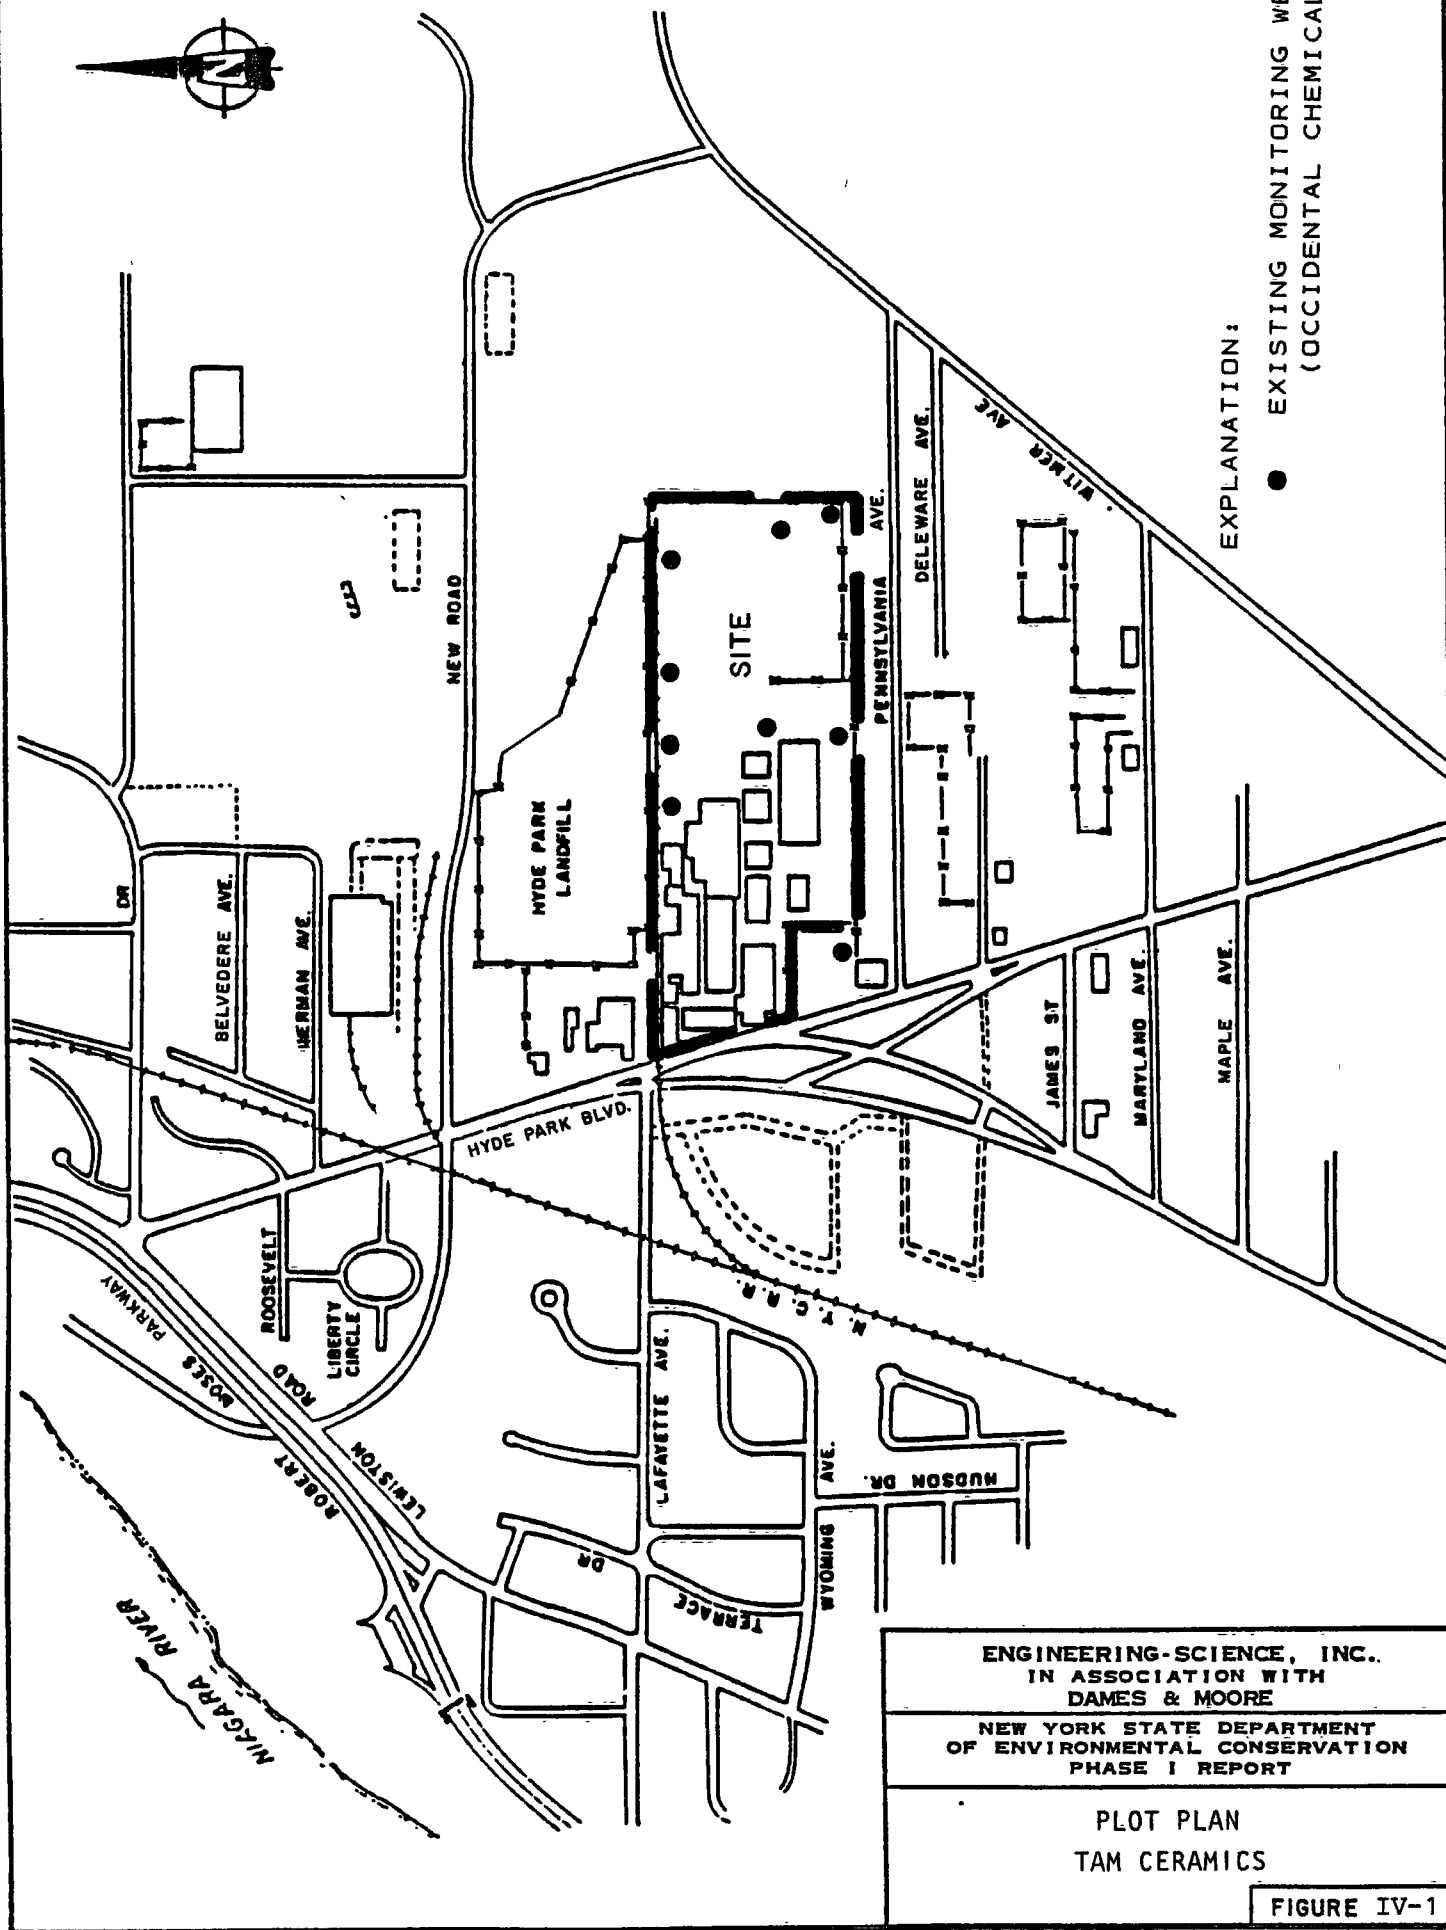 EXPLANATION:
● EXISTING MONITORING
(OCCIDENTAL
NEW ROAD
HYDE PARK
LANDFILL
SITE
PENNSYLVANIA AVE.
DELEWARE AVE.
WITMER AVE
DR
BELVEDERE AVE.
HERMAN AVE.
HYDE PARK BLVD.
JAMES ST
MARYLAND AVE.
MAPLE AVE.
ROOSEVELT
LIBERTY
CIRCLE
ROBERT MOSES PARKWAY
LEWISTON ROAD
N. Y. C. R. R.
LAFAYETTE AVE.
WYOMING AVE.
HUDSON DR.
TERRACE DR
NIAGARA RIVER
ENGINEERING-SCIENCE, INC.
IN ASSOCIATION WITH
DAMES & MOORE
NEW YORK STATE DEPARTMENT
OF ENVIRONMENTAL CONSERVATION
PHASE I REPORT
PLOT PLAN
TAM CERAMICS
FIGURE IV-1